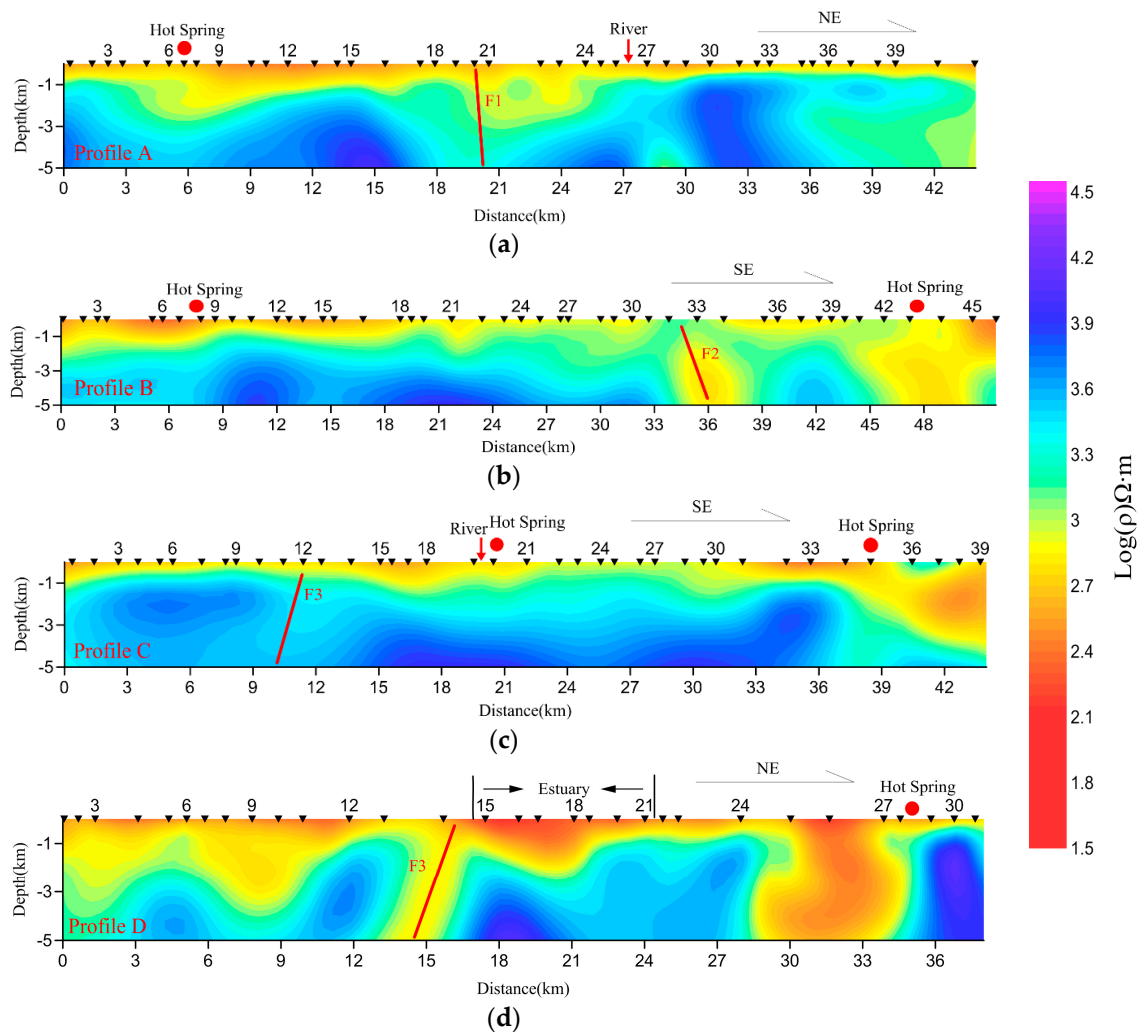 Hot Spring River NE
3 6 9 12 15 18 21 24 27 30 33 36 39
-1
-3
-5
Depth(km)
F1
Profile A
0 3 6 9 12 15 18 21 24 27 30 33 36 39 42
Distance(km)
(a)
Hot Spring SE Hot Spring
3 6 9 12 15 18 21 24 27 30 33 36 39 42 45
-1
-3
-5
Depth(km)
F2
Profile B
0 3 6 9 12 15 18 21 24 27 30 33 36 39 42 45 48
Distance(km)
(b)
River Hot Spring SE Hot Spring
3 6 9 12 15 18 21 24 27 30 33 36 39
-1
-3
-5
Depth(km)
F3
Profile C
0 3 6 9 12 15 18 21 24 27 30 33 36 39 42
Distance(km)
(c)
Estuary NE Hot Spring
3 6 9 12 15 18 21 24 27 30
-1
-3
-5
Depth(km)
F3
Profile D
0 3 6 9 12 15 18 21 24 27 30 33 36
Distance(km)
(d)
4.5
4.2
3.9
3.6
3.3
3
2.7
2.4
2.1
1.8
1.5
Log(ρ)Ω·m